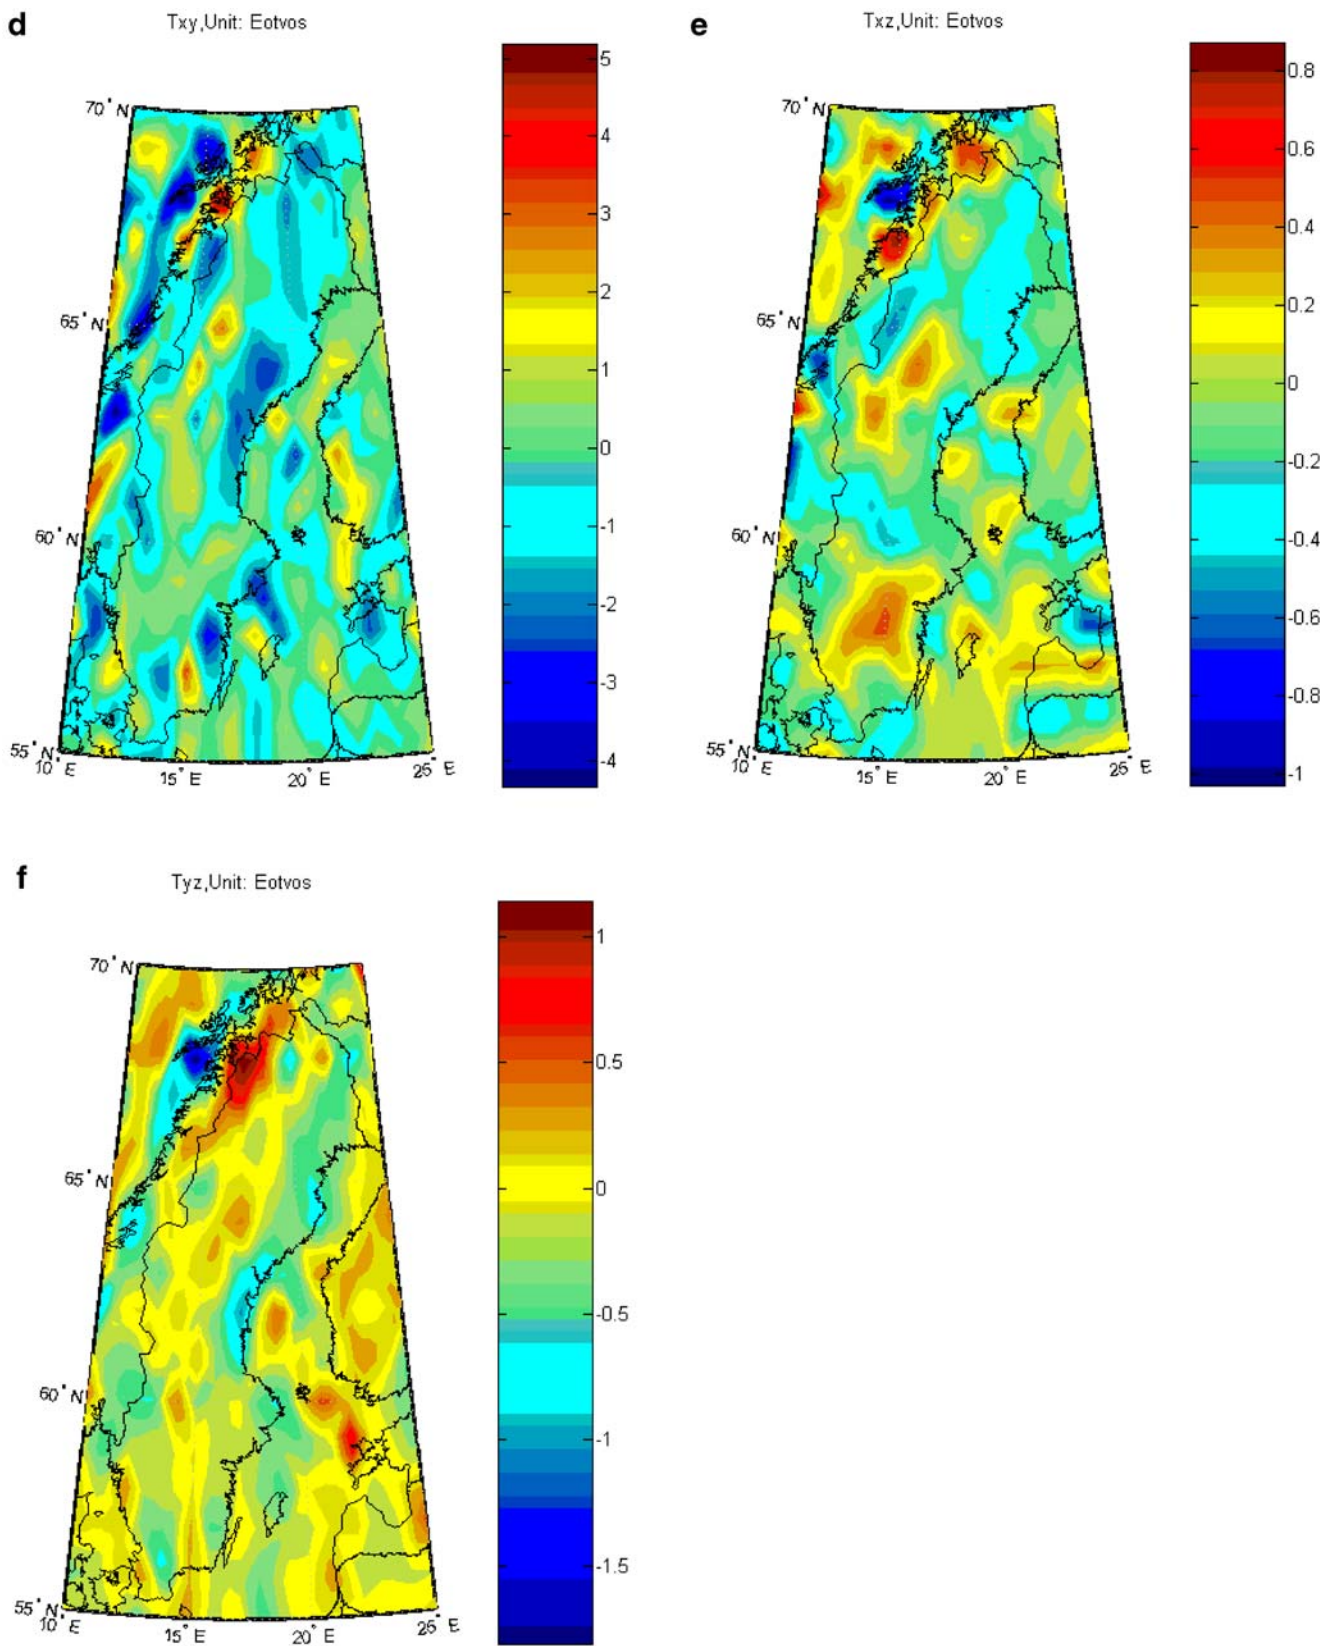 d
Txy,Unit: Eotvos
70° N
65° N
60° N
55° N
10° E
15° E
20° E
25° E
5
4
3
2
1
0
-1
-2
-3
-4
e
Txz,Unit: Eotvos
70° N
65° N
60° N
55° N
10° E
15° E
20° E
25° E
0.8
0.6
0.4
0.2
0
-0.2
-0.4
-0.6
-0.8
-1
f
Tyz,Unit: Eotvos
70° N
65° N
60° N
55° N
10° E
15° E
20° E
25° E
1
0.5
0
-0.5
-1
-1.5